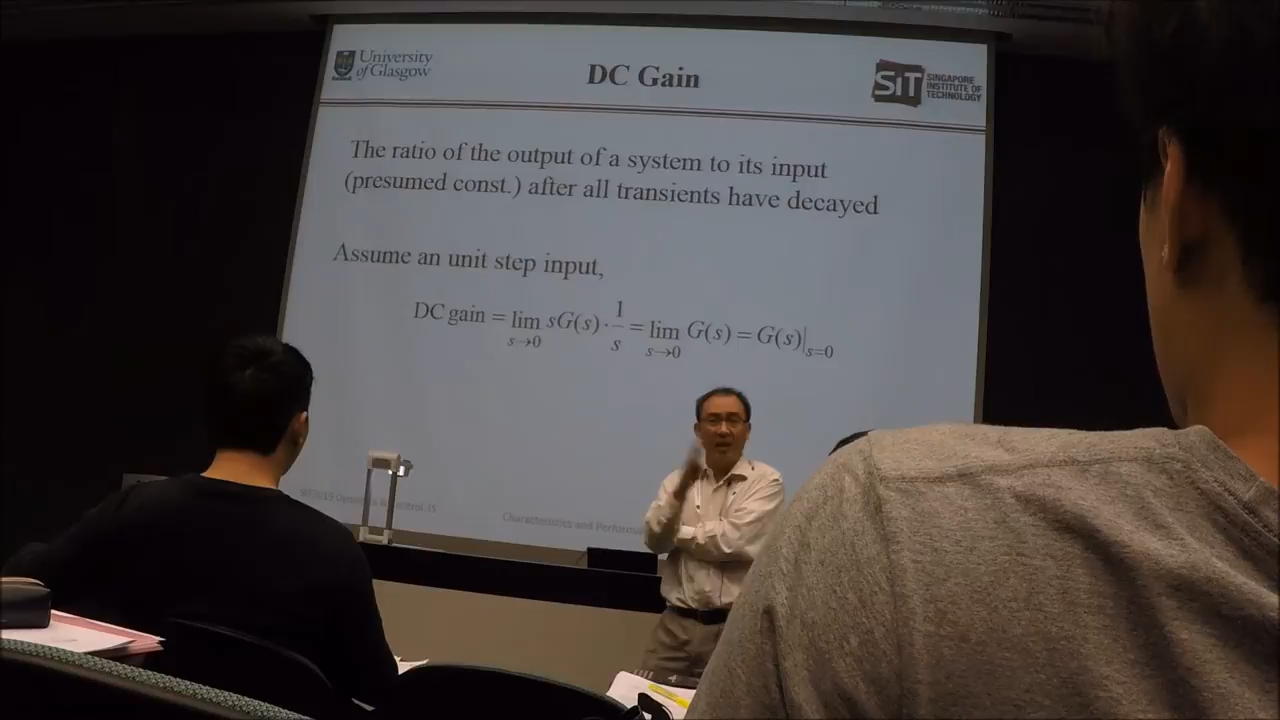 University
of Glasgow
DC Gain
SiT
SINGAPORE
INSTITUTE OF
TECHNOLOGY
The ratio of the output of a system to its input
(presumed const.) after all transients have decayed
Assume an unit step input,
DC gain = lim s→0 sG(s) · 1/s = lim s→0 G(s) = G(s)|s=0
Characteristics and